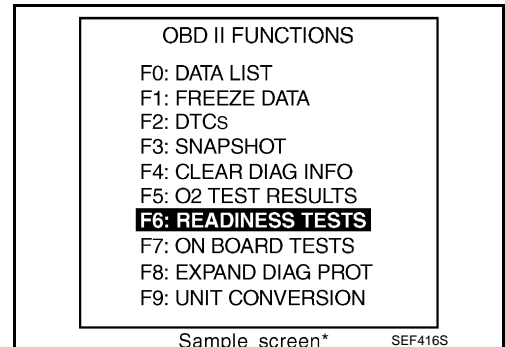 OBD II FUNCTIONS
F0: DATA LIST
F1: FREEZE DATA
F2: DTCs
F3: SNAPSHOT
F4: CLEAR DIAG INFO
F5: O2 TEST RESULTS
F6: READINESS TESTS
F7: ON BOARD TESTS
F8: EXPAND DIAG PROT
F9: UNIT CONVERSION
Sample screen* SEF416S